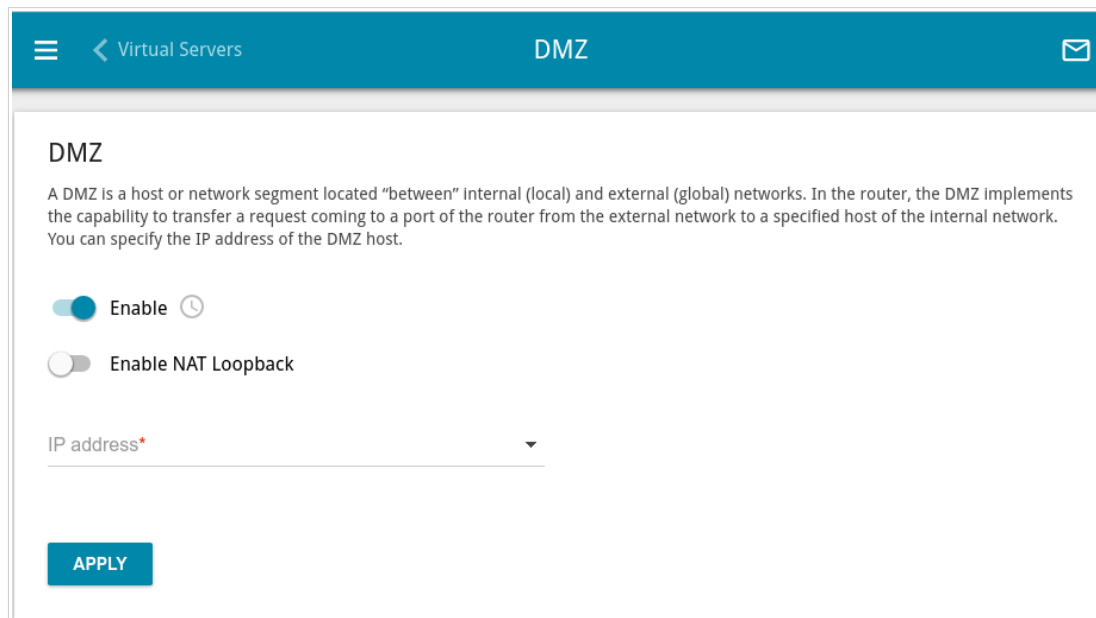 Virtual Servers
DMZ
DMZ
A DMZ is a host or network segment located “between” internal (local) and external (global) networks. In the router, the DMZ implements
the capability to transfer a request coming to a port of the router from the external network to a specified host of the internal network.
You can specify the IP address of the DMZ host.
Enable
Enable NAT Loopback
IP address*
APPLY